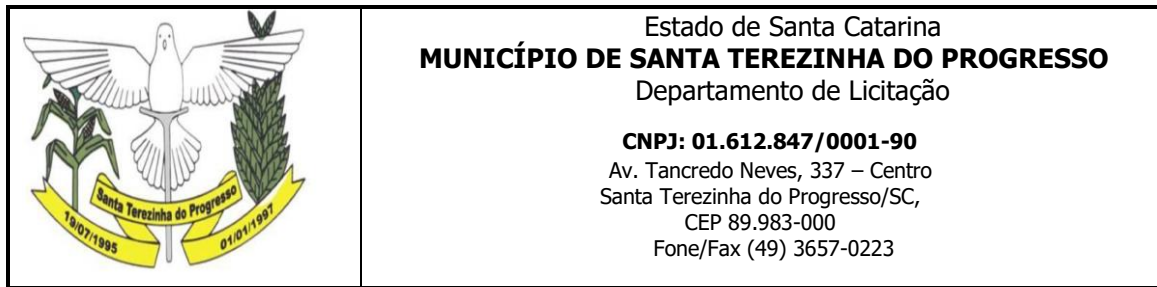 Santa Terezinha do Progresso
19/07/1995
01/01/1997
Estado de Santa Catarina
MUNICÍPIO DE SANTA TEREZINHA DO PROGRESSO
Departamento de Licitação
CNPJ: 01.612.847/0001-90
Av. Tancredo Neves, 337 – Centro
Santa Terezinha do Progresso/SC,
CEP 89.983-000
Fone/Fax (49) 3657-0223